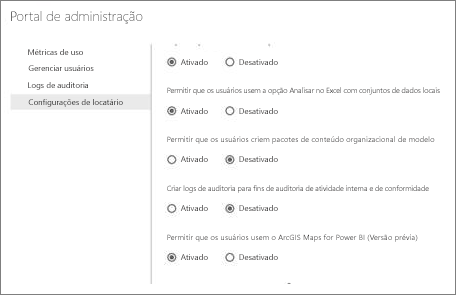 Portal de administração
Métricas de uso
Gerenciar usuários
Logs de auditoria
Configurações de locatário
Ativado Desativado
Permitir que os usuários usem a opção Analisar no Excel com conjuntos de dados locais
Ativado Desativado
Permitir que os usuários criem pacotes de conteúdo organizacional de modelo
Ativado Desativado
Criar logs de auditoria para fins de auditoria de atividade interna e de conformidade
Ativado Desativado
Permitir que os usuários usem o ArcGIS Maps for Power BI (Versão prévia)
Ativado Desativado